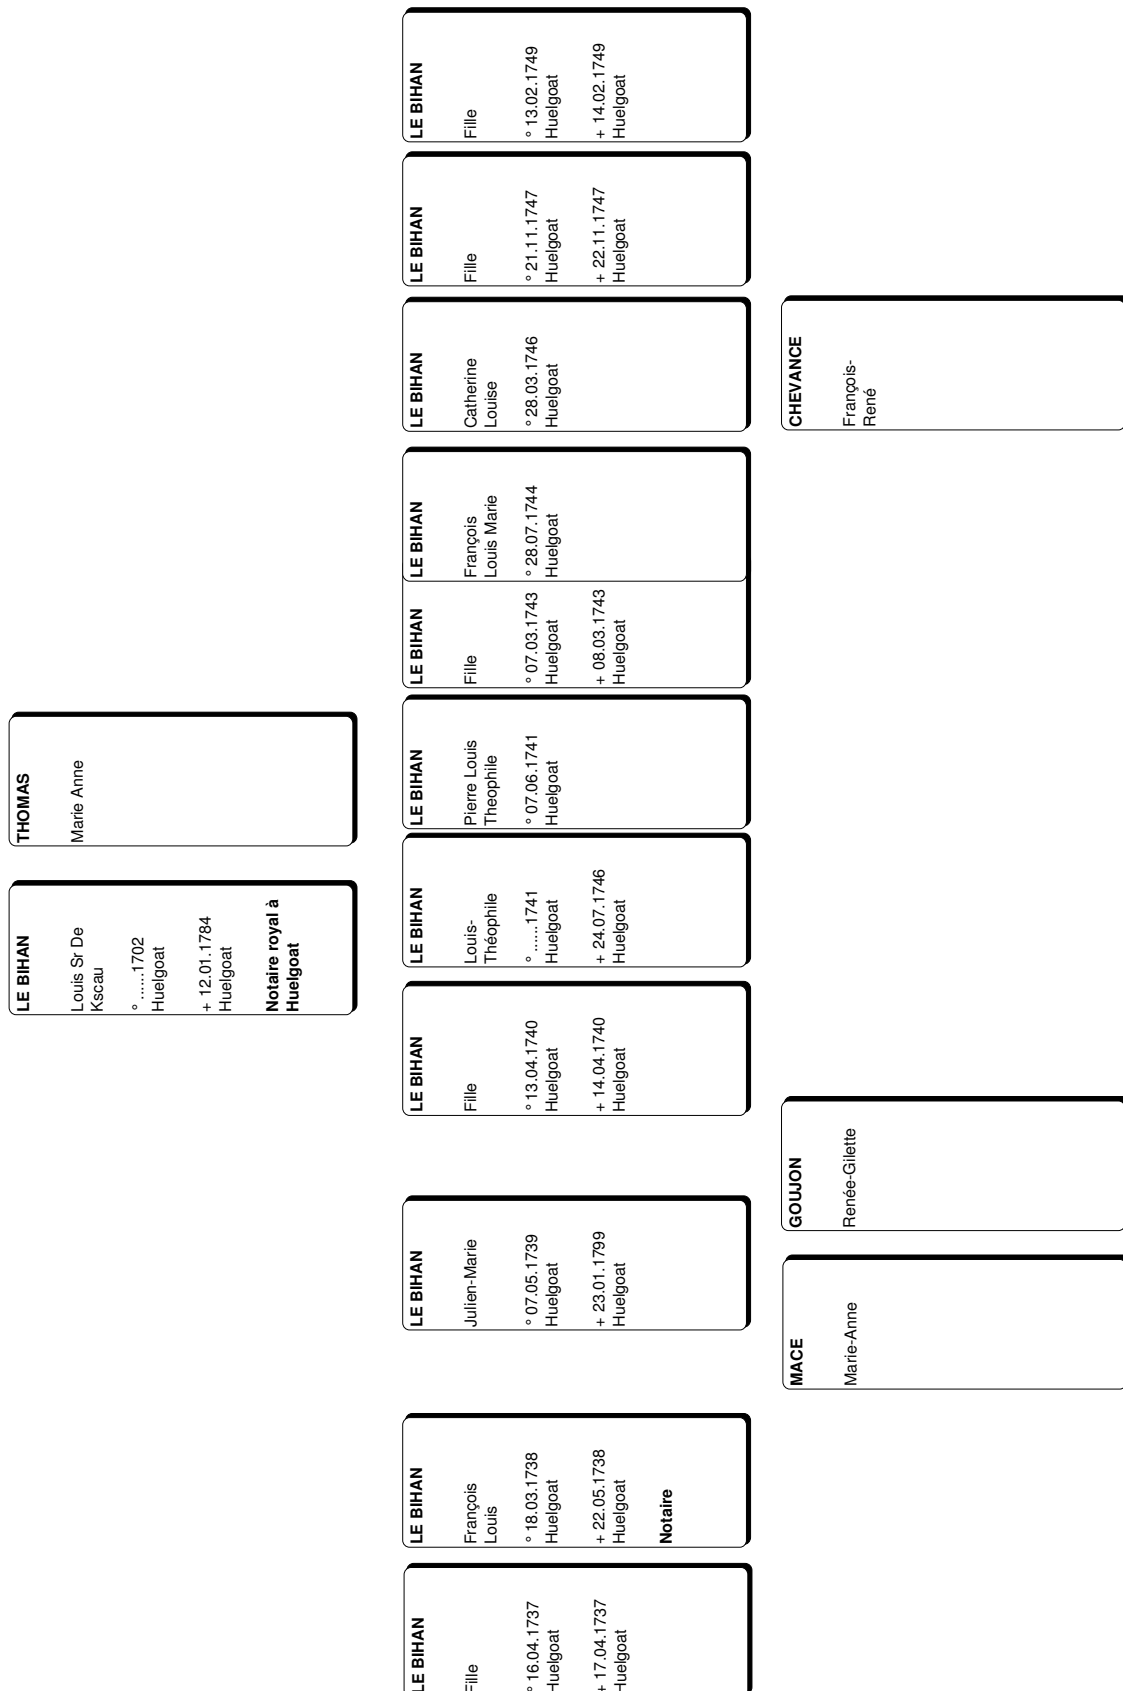 LE BIHAN
Louis Sr De
Kscau
° ......1702
Huelgoat
+ 12.01.1784
Huelgoat
Notaire royal à
Huelgoat
THOMAS
Marie Anne
LE BIHAN
Fille
° 16.04.1737
Huelgoat
+ 17.04.1737
Huelgoat
LE BIHAN
François
Louis
° 18.03.1738
Huelgoat
+ 22.05.1738
Huelgoat
Notaire
LE BIHAN
Julien-Marie
° 07.05.1739
Huelgoat
+ 23.01.1799
Huelgoat
LE BIHAN
Fille
° 13.04.1740
Huelgoat
+ 14.04.1740
Huelgoat
LE BIHAN
Louis-
Théophile
° ......1741
Huelgoat
+ 24.07.1746
Huelgoat
LE BIHAN
Pierre Louis
Theophile
° 07.06.1741
Huelgoat
LE BIHAN
Fille
° 07.03.1743
Huelgoat
+ 08.03.1743
Huelgoat
LE BIHAN
François
Louis Marie
° 28.07.1744
Huelgoat
LE BIHAN
Catherine
Louise
° 28.03.1746
Huelgoat
LE BIHAN
Fille
° 21.11.1747
Huelgoat
+ 22.11.1747
Huelgoat
LE BIHAN
Fille
° 13.02.1749
Huelgoat
+ 14.02.1749
Huelgoat
MACE
Marie-Anne
GOUJON
Renée-Gilette
CHEVANCE
François-
René